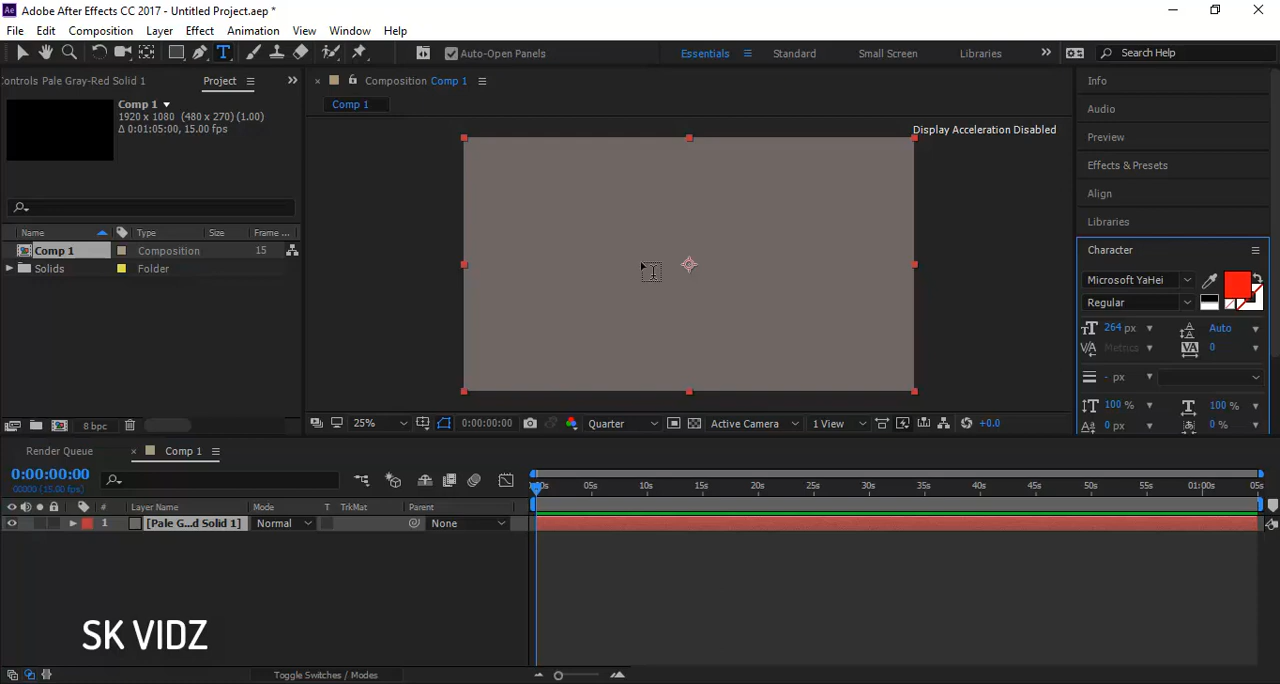 Adobe After Effects CC 2017 - Untitled Project.aep *
File Edit Composition Layer Effect Animation View Window Help
Auto-Open Panels Essentials Standard Small Screen Libraries Search Help
Controls Pale Gray-Red Solid 1 Project
Composition Comp 1
Comp 1
Comp 1
1920 x 1080 (480 x 270) (1.00)
Δ 0:01:05:00, 15.00 fps
Display Acceleration Disabled
Name Type Size Frame ...
Comp 1 Composition 15
Solids Folder
8 bpc
25% 0:00:00:00 Quarter Active Camera 1 View +0.0
Info
Audio
Preview
Effects & Presets
Align
Libraries
Character
Microsoft YaHei
Regular
264 px Auto
Metrics 0
- px
100 % 100 %
0 px 0 %
Render Queue Comp 1
0:00:00:00
00000 (15.00 fps)
:00s 05s 10s 15s 20s 25s 30s 35s 40s 45s 50s 55s 01:00s 05s
# Layer Name Mode T TrkMat Parent
1 [Pale G...d Solid 1] Normal None
SK VIDZ
Toggle Switches / Modes